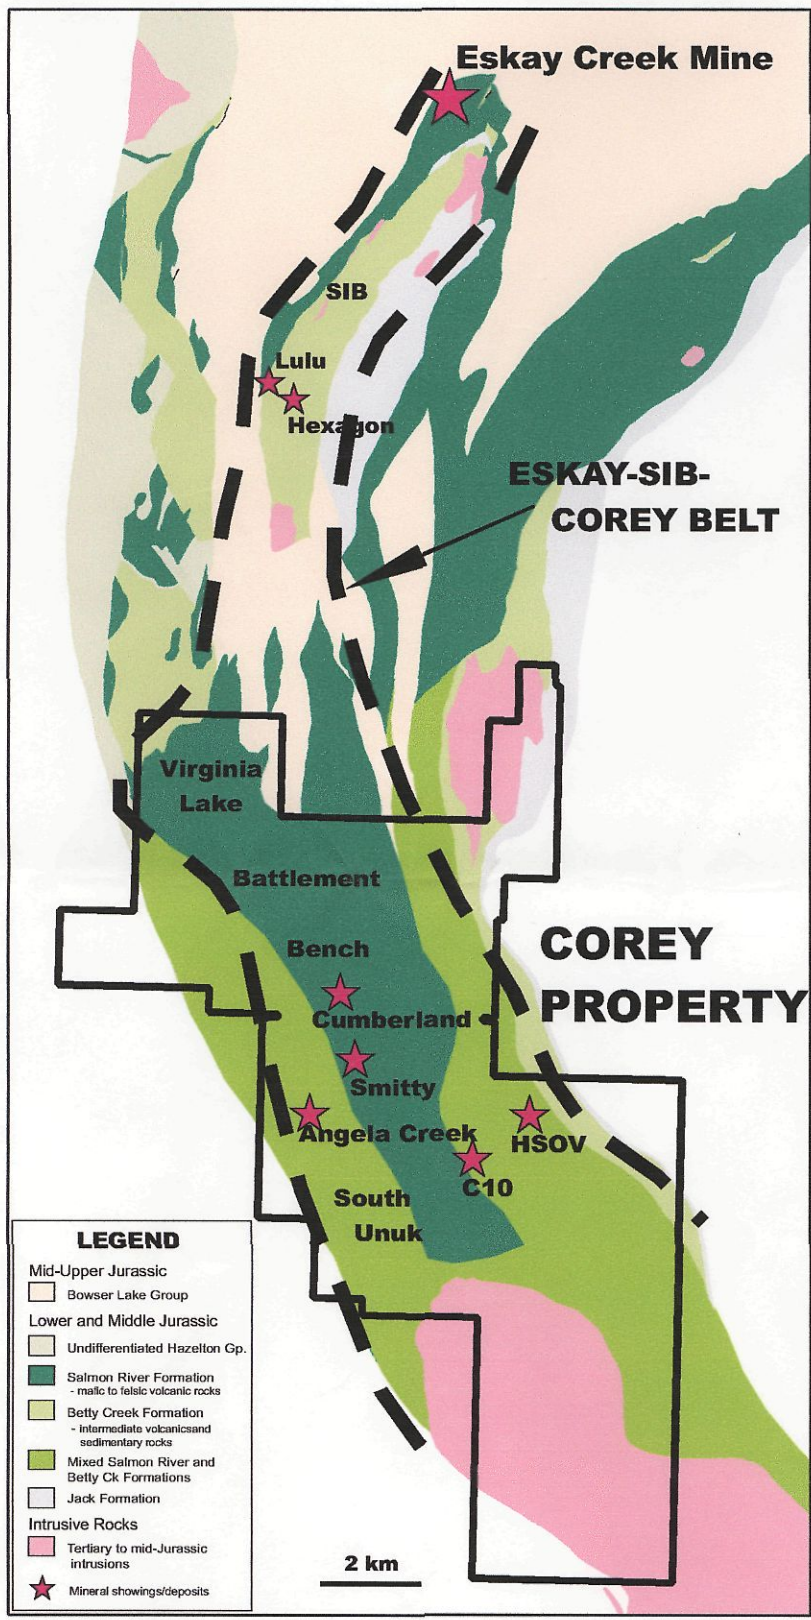 Eskay Creek Mine
SIB
Lulu
Hexagon
ESKAY-SIB-
COREY BELT
Virginia
Lake
Battlement
Bench
COREY
PROPERTY
Cumberland
Smitty
Angela Creek
HSOV
C10
South
Unuk
LEGEND
Mid-Upper Jurassic
Bowser Lake Group
Lower and Middle Jurassic
Undifferentiated Hazelton Gp.
Salmon River Formation
- mafic to felsic volcanic rocks
Betty Creek Formation
- intermediate volcanicsand
sedimentary rocks
Mixed Salmon River and
Betty Ck Formations
Jack Formation
Intrusive Rocks
Tertiary to mid-Jurassic
intrusions
Mineral showings/deposits
2 km